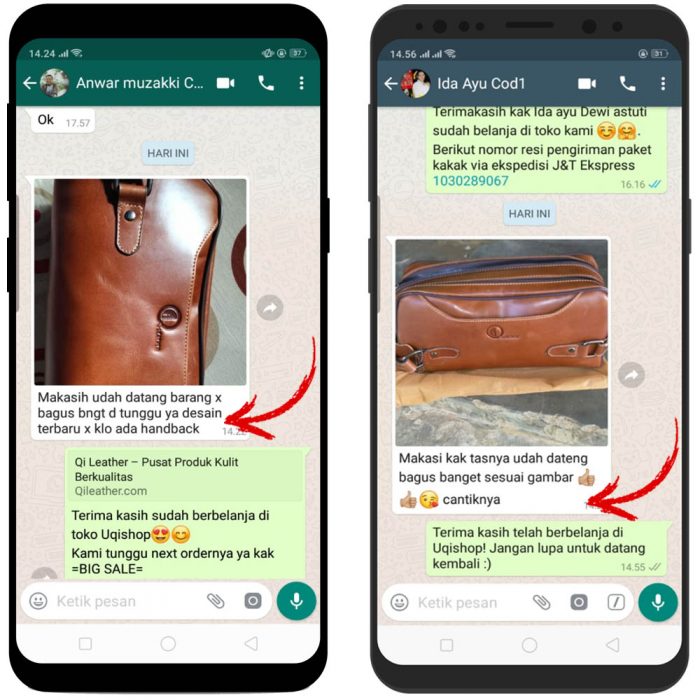 14.24
37
Anwar muzakki C...
Ok
17.57
HARI INI
Makasih udah datang barang x
bagus bngt d tunggu ya desain
terbaru x klo ada handback
14.22
Qi Leather – Pusat Produk Kulit
Berkualitas
Qileather.com
Terima kasih sudah berbelanja di
toko Uqishop😍😊
Kami tunggu next ordernya ya kak
=BIG SALE=
Ketik pesan
14.56
31
Ida Ayu Cod1
Terimakasih kak Ida ayu Dewi astuti
sudah belanja di toko kami ☺️🤗.
Berikut nomor resi pengiriman paket
kakak via ekspedisi J&T Ekspress
1030289067
16.16
HARI INI
Makasi kak tasnya udah dateng
bagus banget sesuai gambar 👍🏼
👍🏼😘 cantiknya
Terima kasih telah berbelanja di
Uqishop! Jangan lupa untuk datang
kembali :)
14.55
Ketik pesan